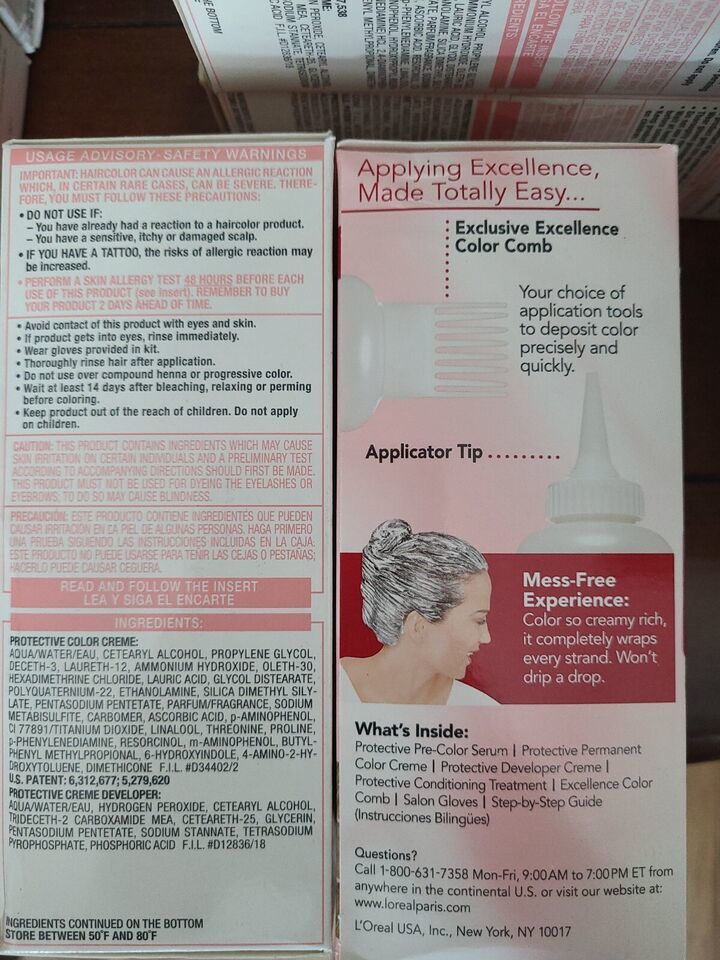 E BOTTOM
USAGE ADVISORY-SAFETY WARNINGS
IMPORTANT: HAIRCOLOR CAN CAUSE AN ALLERGIC REACTION
WHICH, IN CERTAIN RARE CASES, CAN BE SEVERE. THERE-
FORE, YOU MUST FOLLOW THESE PRECAUTIONS:
• DO NOT USE IF:
– You have already had a reaction to a haircolor product.
– You have a sensitive, itchy or damaged scalp.
• IF YOU HAVE A TATTOO, the risks of allergic reaction may
be increased.
• PERFORM A SKIN ALLERGY TEST 48 HOURS BEFORE EACH
USE OF THIS PRODUCT (see insert). REMEMBER TO BUY
YOUR PRODUCT 2 DAYS AHEAD OF TIME.
• Avoid contact of this product with eyes and skin.
• If product gets into eyes, rinse immediately.
• Wear gloves provided in kit.
• Thoroughly rinse hair after application.
• Do not use over compound henna or progressive color.
• Wait at least 14 days after bleaching, relaxing or perming
before coloring.
• Keep product out of the reach of children. Do not apply
on children.
CAUTION: THIS PRODUCT CONTAINS INGREDIENTS WHICH MAY CAUSE
SKIN IRRITATION ON CERTAIN INDIVIDUALS AND A PRELIMINARY TEST
ACCORDING TO ACCOMPANYING DIRECTIONS SHOULD FIRST BE MADE.
THIS PRODUCT MUST NOT BE USED FOR DYEING THE EYELASHES OR
EYEBROWS; TO DO SO MAY CAUSE BLINDNESS.
PRECAUCIÓN: ESTE PRODUCTO CONTIENE INGREDIENTES QUE PUEDEN
CAUSAR IRRITACIÓN EN CA PIEL DE ALGUNAS PERSONAS. HAGA PRIMERO
UNA PRUEBA SIGUIENDO LAS INSTRUCCIONES INCLUIDAS EN LA CAJA;
ESTE PRODUCTO NO PUEDE USARSE PARA TEÑIR LAS CEJAS O PESTAÑAS;
HACERLO PUEDE CAUSAR CEGUERA.
READ AND FOLLOW THE INSERT
LEA Y SIGA EL ENCARTE
INGREDIENTS:
PROTECTIVE COLOR CREME:
AQUA/WATER/EAU, CETEARYL ALCOHOL, PROPYLENE GLYCOL,
DECETH-3, LAURETH-12, AMMONIUM HYDROXIDE, OLETH-30,
HEXADIMETHRINE CHLORIDE, LAURIC ACID, GLYCOL DISTEARATE,
POLYQUATERNIUM-22, ETHANOLAMINE, SILICA DIMETHYL SILY-
LATE, PENTASODIUM PENTETATE, PARFUM/FRAGRANCE, SODIUM
METABISULFITE, CARBOMER, ASCORBIC ACID, p-AMINOPHENOL,
CI 77891/TITANIUM DIOXIDE, LINALOOL, THREONINE, PROLINE,
p-PHENYLENEDIAMINE, RESORCINOL, m-AMINOPHENOL, BUTYL-
PHENYL METHYLPROPIONAL, 6-HYDROXYINDOLE, 4-AMINO-2-HY-
DROXYTOLUENE, DIMETHICONE F.I.L. #D34402/2
U.S. PATENT: 6,312,677; 5,279,620
PROTECTIVE CREME DEVELOPER:
AQUA/WATER/EAU, HYDROGEN PEROXIDE, CETEARYL ALCOHOL,
TRIDECETH-2 CARBOXAMIDE MEA, CETEARETH-25, GLYCERIN,
PENTASODIUM PENTETATE, SODIUM STANNATE, TETRASODIUM
PYROPHOSPHATE, PHOSPHORIC ACID F.I.L. #D12836/18
INGREDIENTS CONTINUED ON THE BOTTOM
STORE BETWEEN 50˚F AND 80˚F
Applying Excellence,
Made Totally Easy...
Exclusive Excellence
Color Comb
Your choice of
application tools
to deposit color
precisely and
quickly.
Applicator Tip
Mess-Free
Experience:
Color so creamy rich,
it completely wraps
every strand. Won't
drip a drop.
What's Inside:
Protective Pre-Color Serum | Protective Permanent
Color Creme | Protective Developer Creme |
Protective Conditioning Treatment | Excellence Color
Comb | Salon Gloves | Step-by-Step Guide
(Instrucciones Bilingües)
Questions?
Call 1-800-631-7358 Mon-Fri, 9:00AM to 7:00PM ET from
anywhere in the continental U.S. or visit our website at:
www.lorealparis.com
L'Oreal USA, Inc., New York, NY 10017